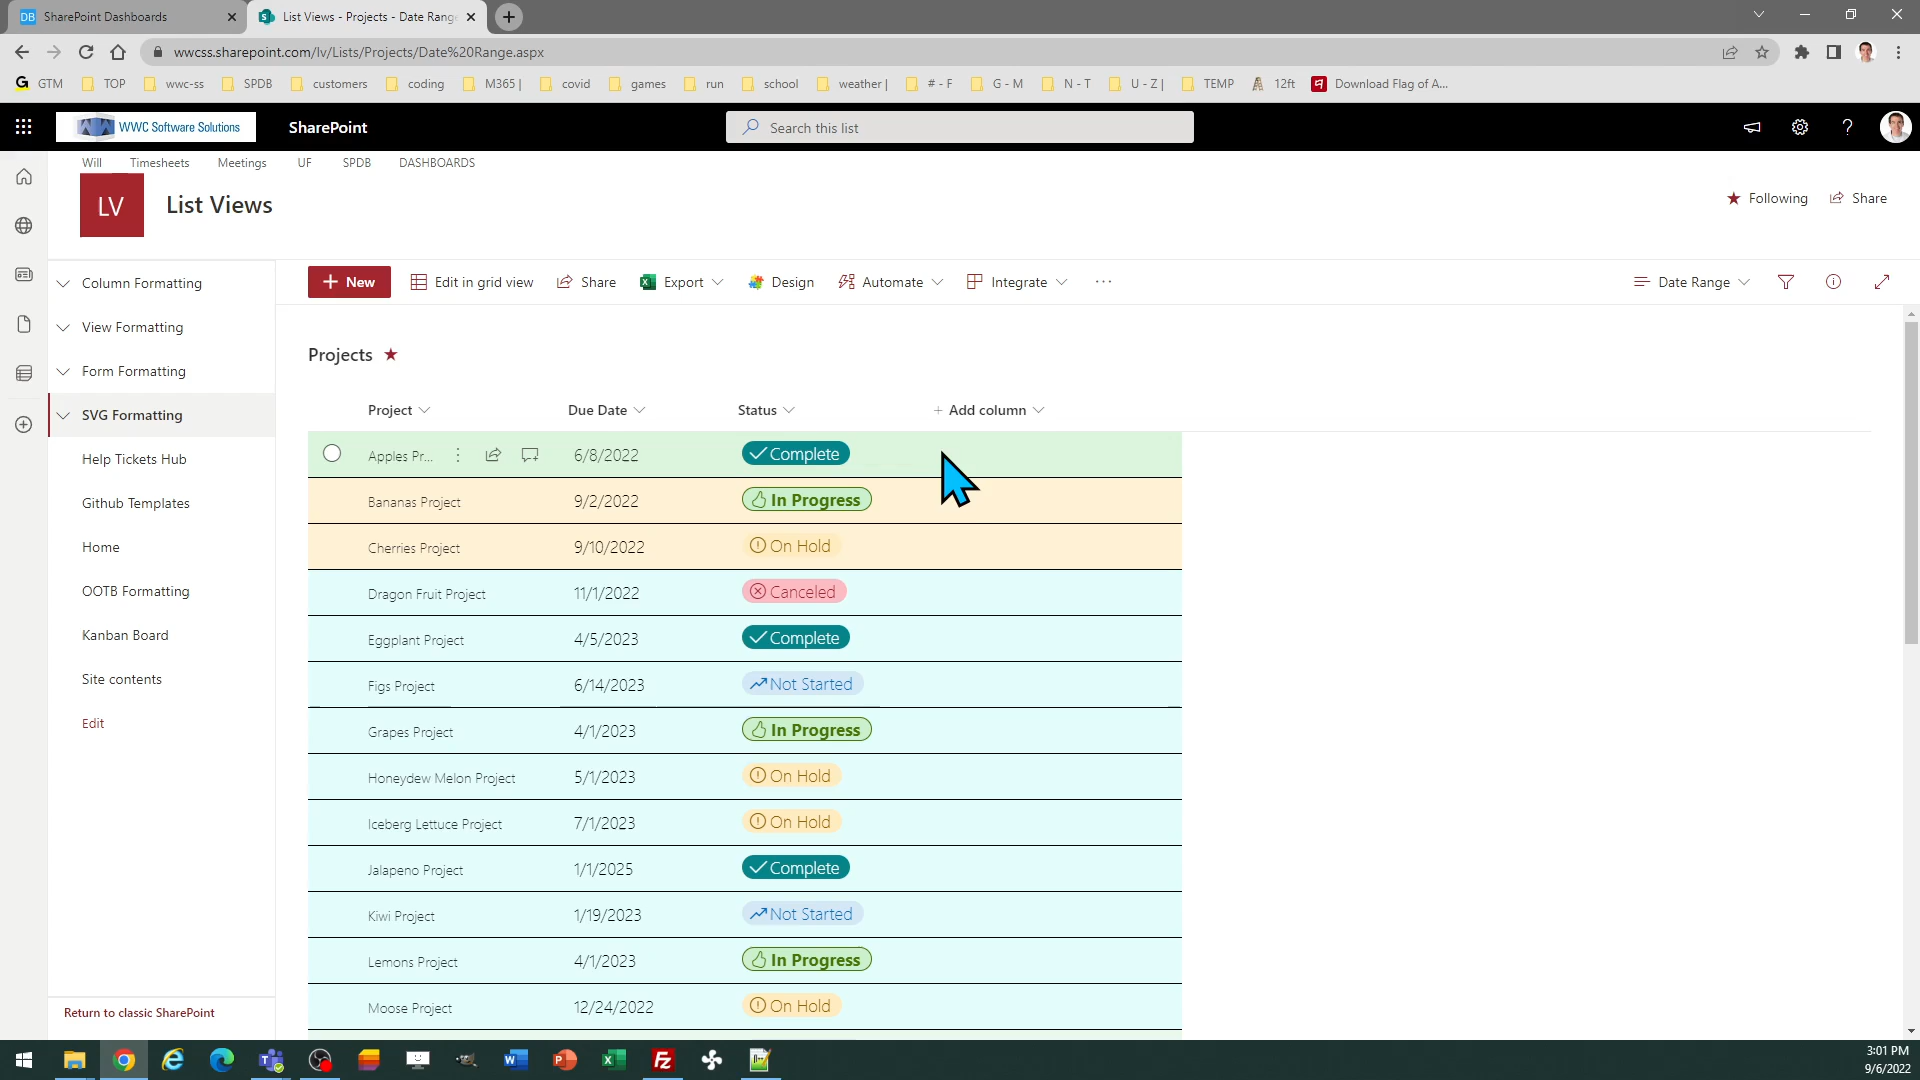 DB SharePoint Dashboards
S List Views - Projects - Date Rang
wwcss.sharepoint.com/lv/Lists/Projects/Date%20Range.aspx
G GTM TOP wwc-ss SPDB customers coding M365 | covid games run school weather | # - F G - M N - T U - Z | TEMP 12ft Download Flag of A...
WWC Software Solutions SharePoint Search this list ?
Will Timesheets Meetings UF SPDB DASHBOARDS
LV List Views
Following Share
Column Formatting
View Formatting
Form Formatting
SVG Formatting
Help Tickets Hub
Github Templates
Home
OOTB Formatting
Kanban Board
Site contents
Edit
Return to classic SharePoint
+ New Edit in grid view Share Export Design Automate Integrate ... Date Range
Projects
Project Due Date Status + Add column
Apples Pr... 6/8/2022 Complete
Bananas Project 9/2/2022 In Progress
Cherries Project 9/10/2022 On Hold
Dragon Fruit Project 11/1/2022 Canceled
Eggplant Project 4/5/2023 Complete
Figs Project 6/14/2023 Not Started
Grapes Project 4/1/2023 In Progress
Honeydew Melon Project 5/1/2023 On Hold
Iceberg Lettuce Project 7/1/2023 On Hold
Jalapeno Project 1/1/2025 Complete
Kiwi Project 1/19/2023 Not Started
Lemons Project 4/1/2023 In Progress
Moose Project 12/24/2022 On Hold
3:01 PM
9/6/2022